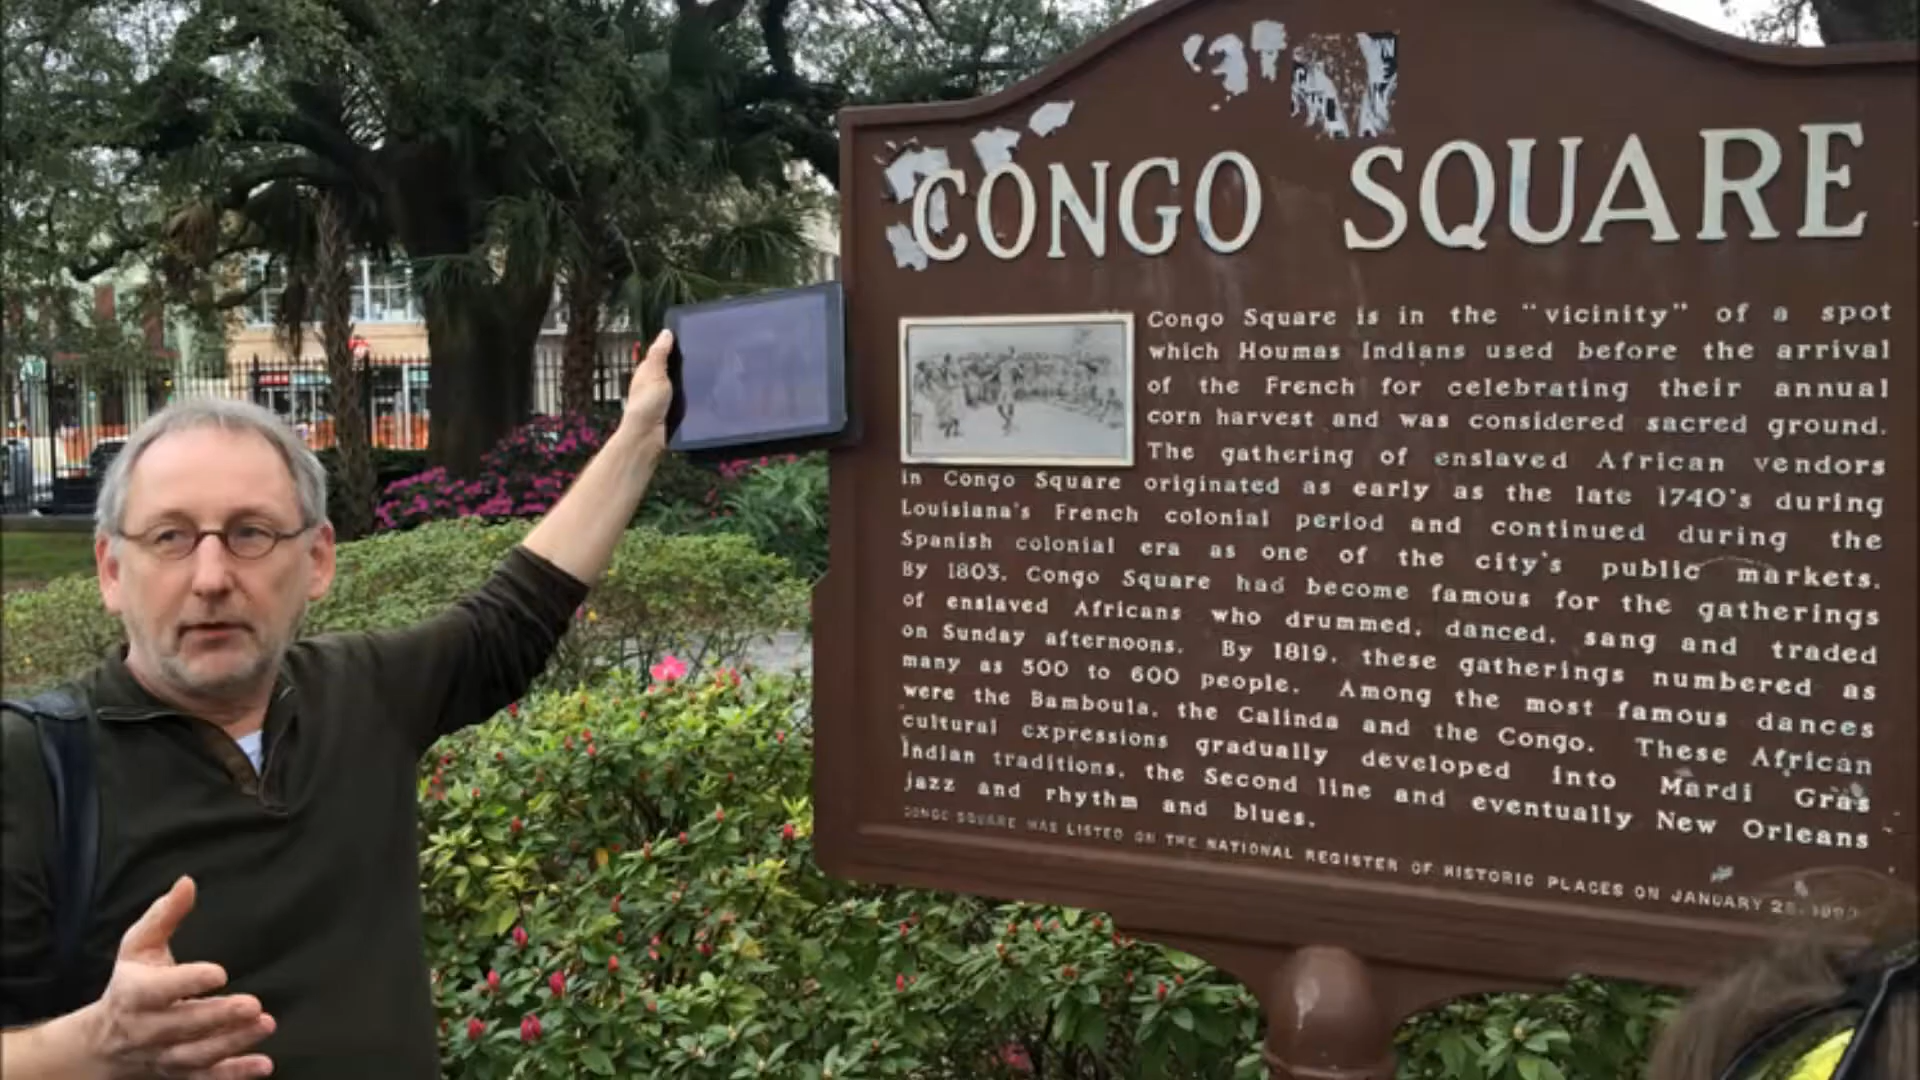 CONGO SQUARE
Congo Square is in the "vicinity" of a spot
which Houmas Indians used before the arrival
of the French for celebrating their annual
corn harvest and was considered sacred ground.
The gathering of enslaved African vendors
in Congo Square originated as early as the late 1740's during
Louisiana's French colonial period and continued during the
Spanish colonial era as one of the city's public markets.
By 1803, Congo Square had become famous for the gatherings
of enslaved Africans who drummed, danced, sang and traded
on Sunday afternoons. By 1819, these gatherings numbered as
many as 500 to 600 people. Among the most famous dances
were the Bamboula, the Calinda and the Congo. These African
cultural expressions gradually developed into Mardi Gras
Indian traditions, the Second line and eventually New Orleans
jazz and rhythm and blues.
CONGO SQUARE WAS LISTED ON THE NATIONAL REGISTER OF HISTORIC PLACES ON JANUARY